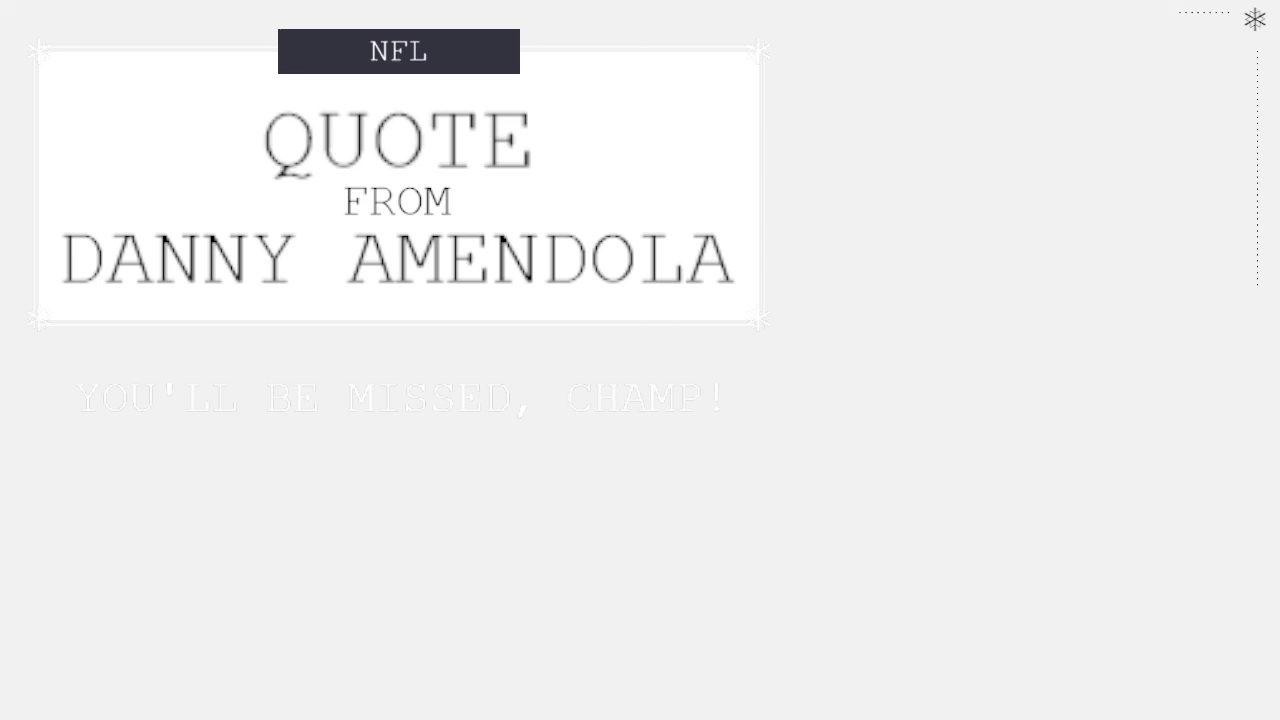 NFL
QUOTE
FROM
DANNY AMENDOLA
YOU'LL BE MISSED, CHAMP!